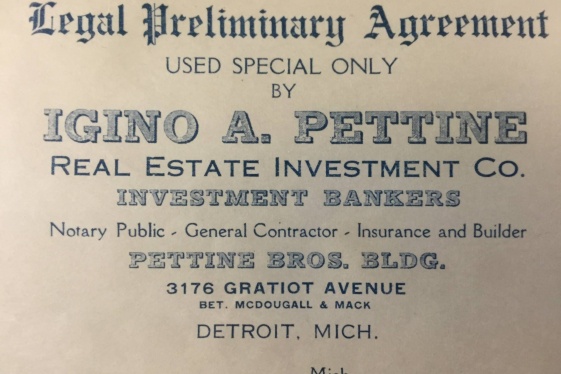 Legal Preliminary Agreement
USED SPECIAL ONLY
BY
IGINO A. PETTINE
REAL ESTATE INVESTMENT CO.
INVESTMENT BANKERS
Notary Public - General Contractor - Insurance and Builder
PETTINE BROS. BLDG.
3176 GRATIOT AVENUE
BET. MCDOUGALL & MACK
DETROIT, MICH.
Mich